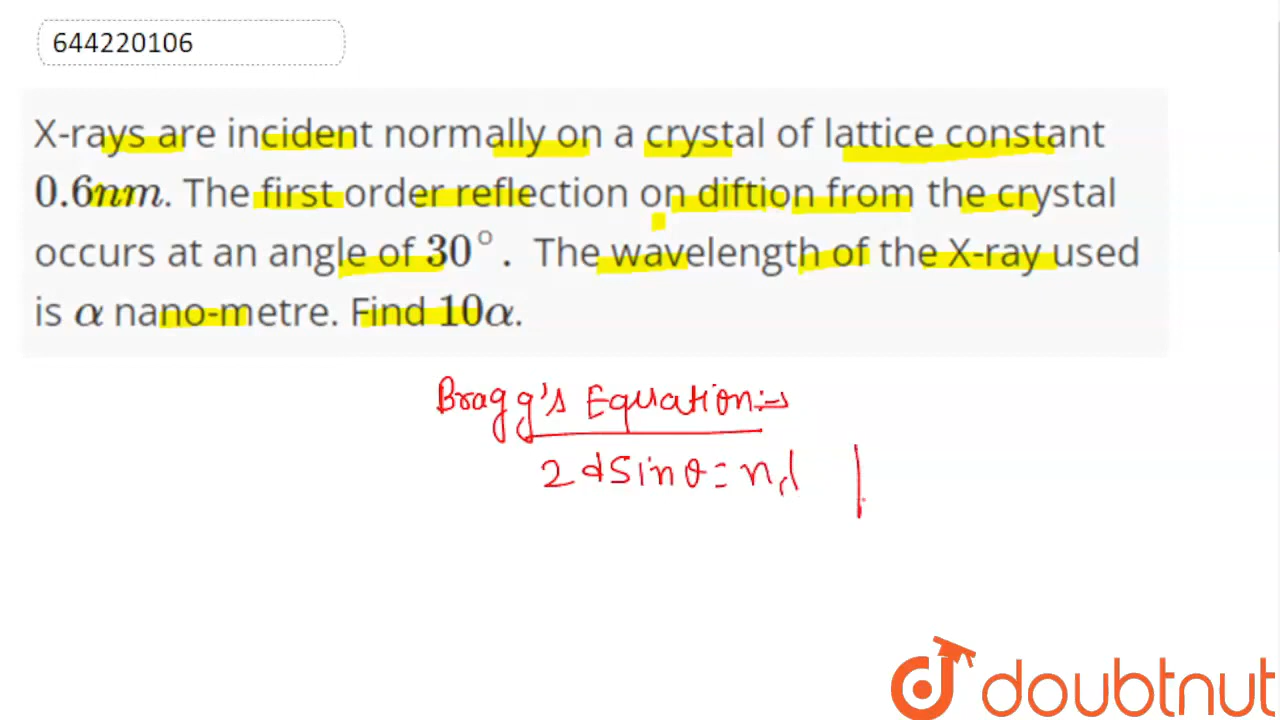 644220106
X-rays are incident normally on a crystal of lattice constant
0.6nm. The first order reflection on diftion from the crystal
occurs at an angle of 30°. The wavelength of the X-ray used
is α nano-metre. Find 10α.
Bragg's Equation:-
2dSinθ=nλ
doubtnut